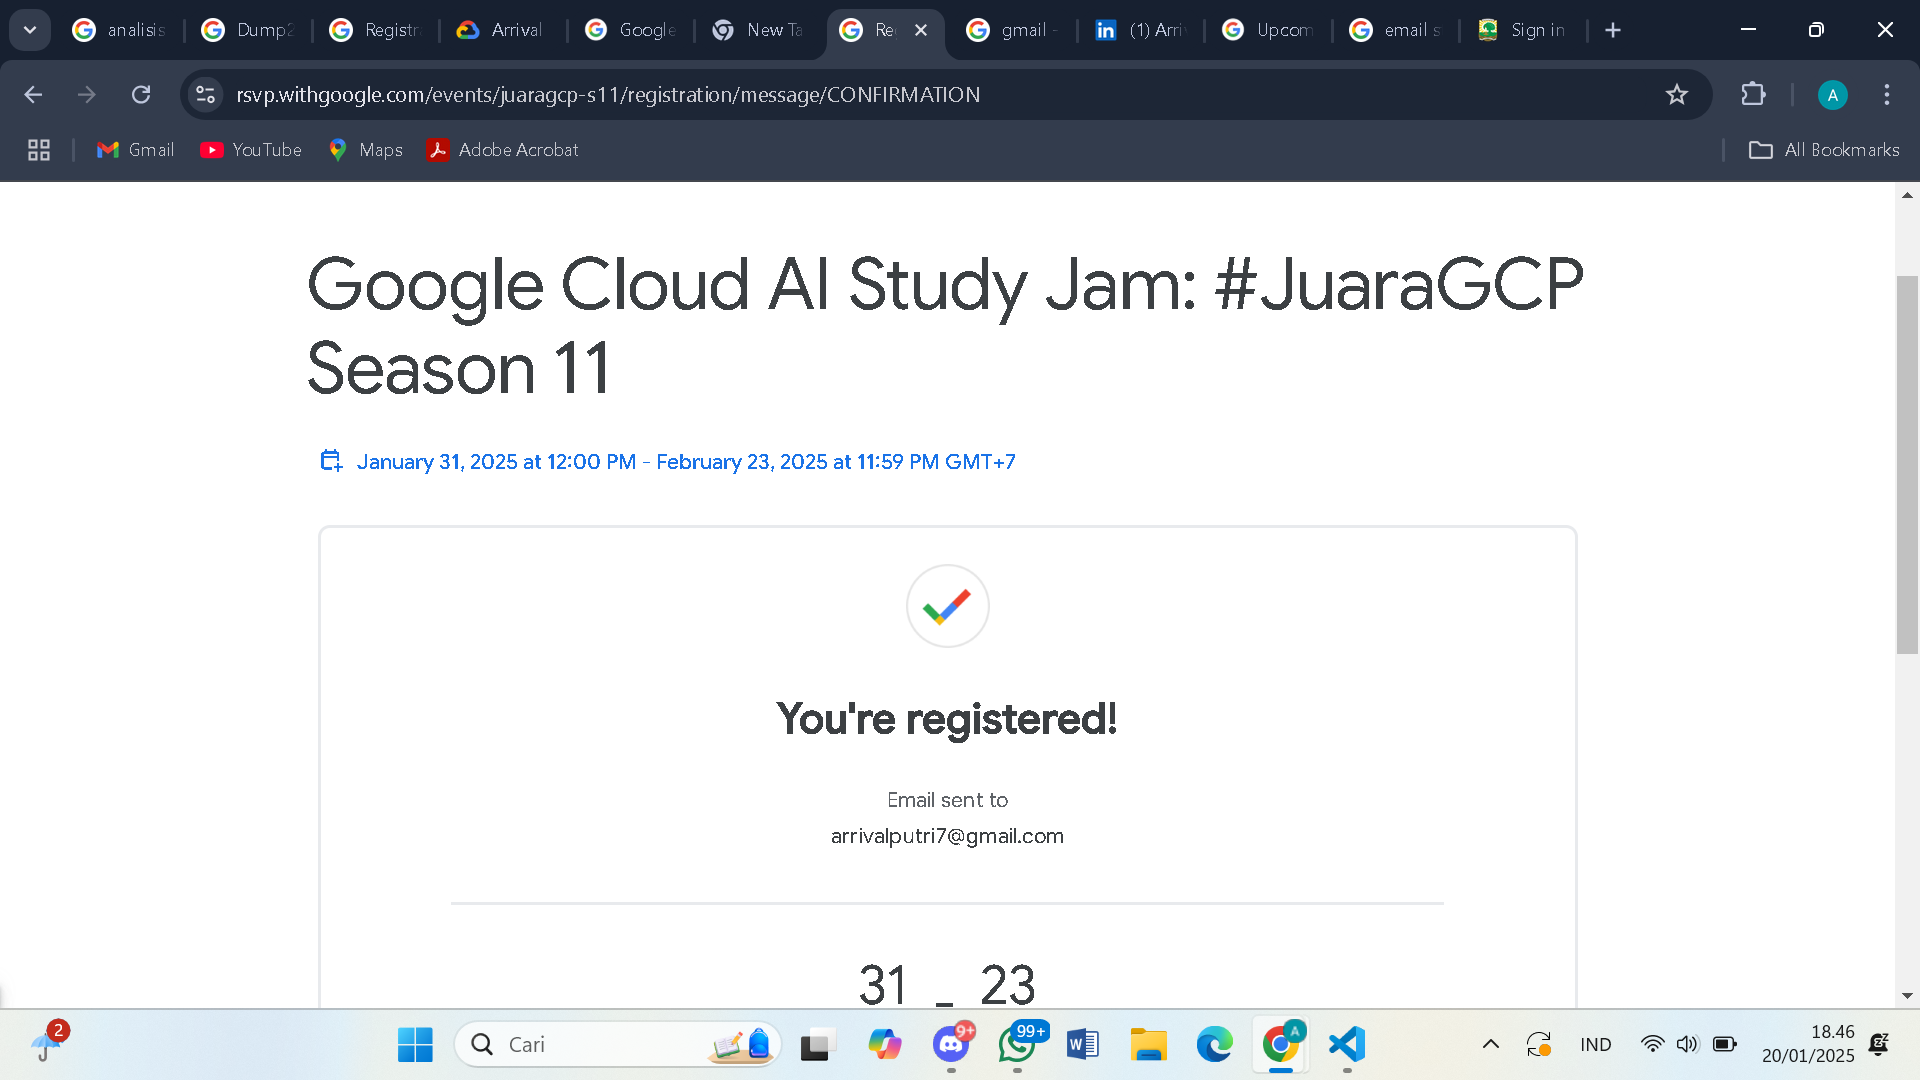 analisis
Dump2
Registra
Arrival
Google
New Ta
Re
gmail -
(1) Arri
Upcom
email s
Sign in
rsvp.withgoogle.com/events/juaragcp-s11/registration/message/CONFIRMATION
A
Gmail
YouTube
Maps
Adobe Acrobat
All Bookmarks
Google Cloud AI Study Jam: #JuaraGCP
Season 11
January 31, 2025 at 12:00 PM - February 23, 2025 at 11:59 PM GMT+7
You're registered!
Email sent to
arrivalputri7@gmail.com
31 - 23
2
Cari
9+
99+
A
IND
18.46
20/01/2025